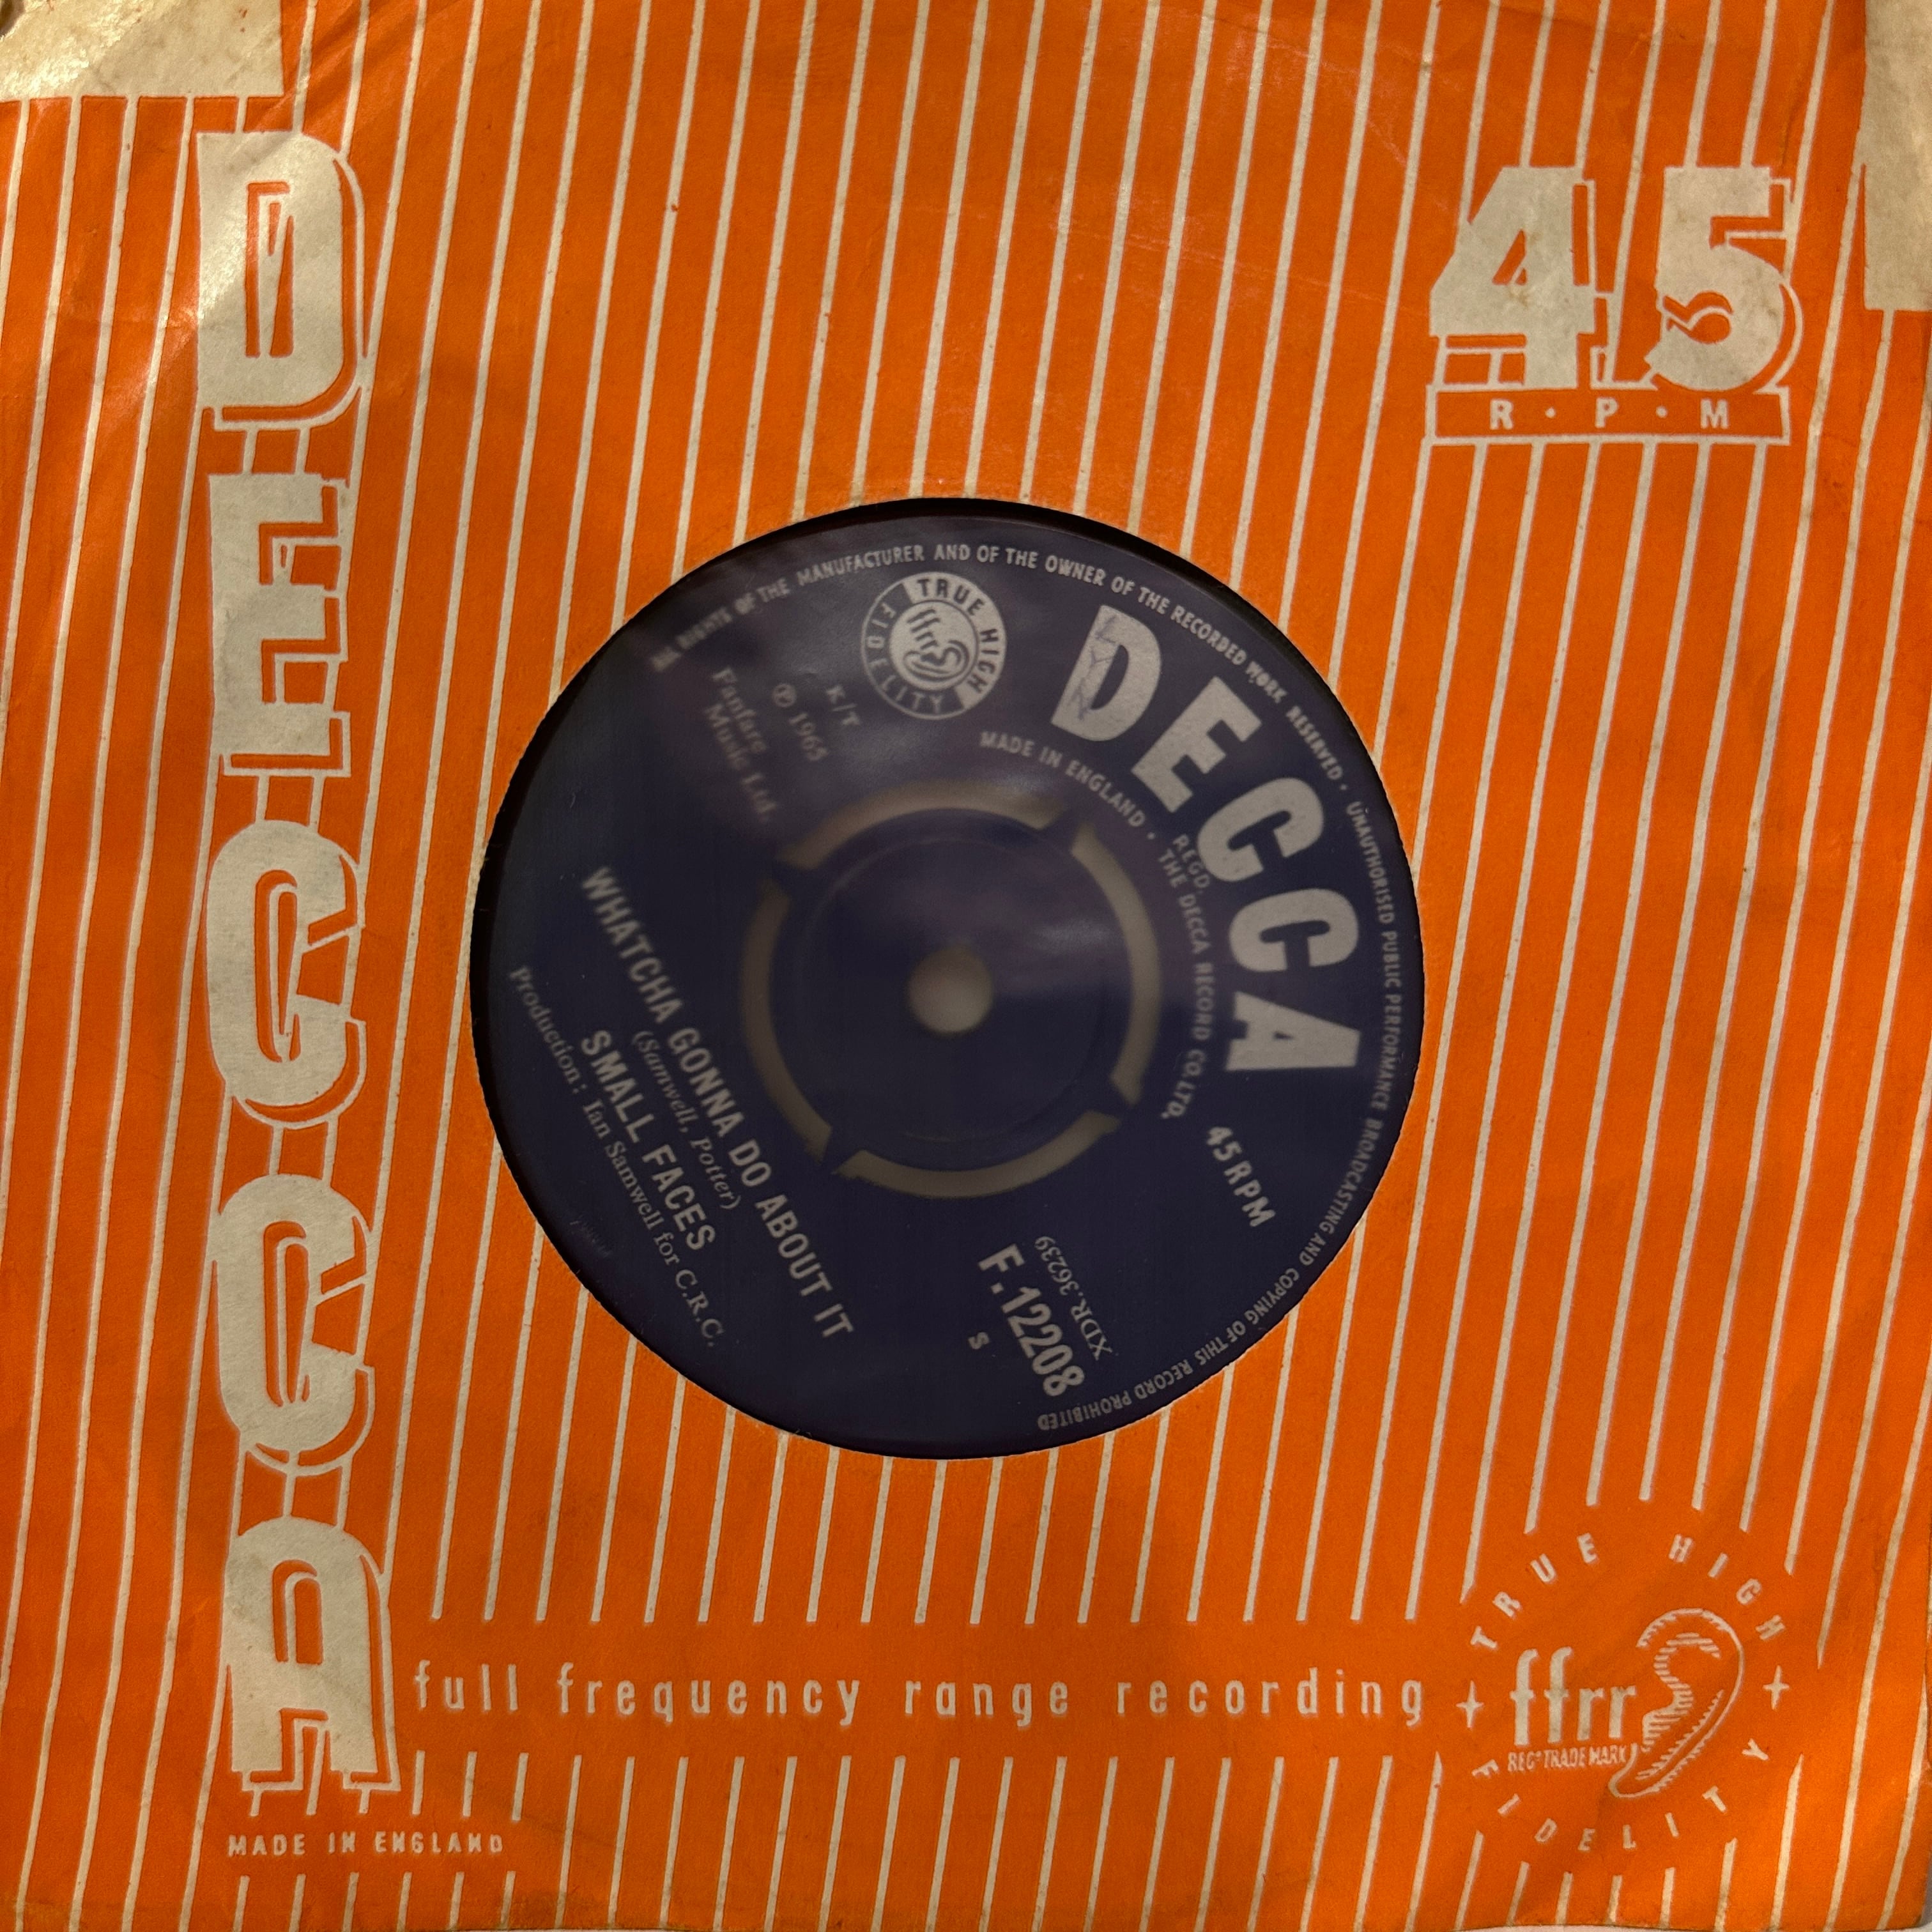 DECCA
45
R·P·M
ALL RIGHTS OF THE MANUFACTURER AND OF THE OWNER OF THE RECORDED WORK RESERVED · UNAUTHORISED PUBLIC PERFORMANCE BROADCASTING AND COPYING OF THIS RECORD PROHIBITED
TRUE HIGH
ffrr
FIDELITY
DECCA
MADE IN ENGLAND ·
REGD.
THE DECCA RECORD CO. LTD.
K/T
℗ 1965
Fanfare
Music Ltd.
45 RPM
XDR.36239
F.12208
S
WHATCHA GONNA DO ABOUT IT
(Samwell, Potter)
SMALL FACES
Production: Ian Samwell for C.R.C.
full frequency range recording
TRUE HIGH
ffrr
REGD TRADE MARK
FIDELITY
MADE IN ENGLAND